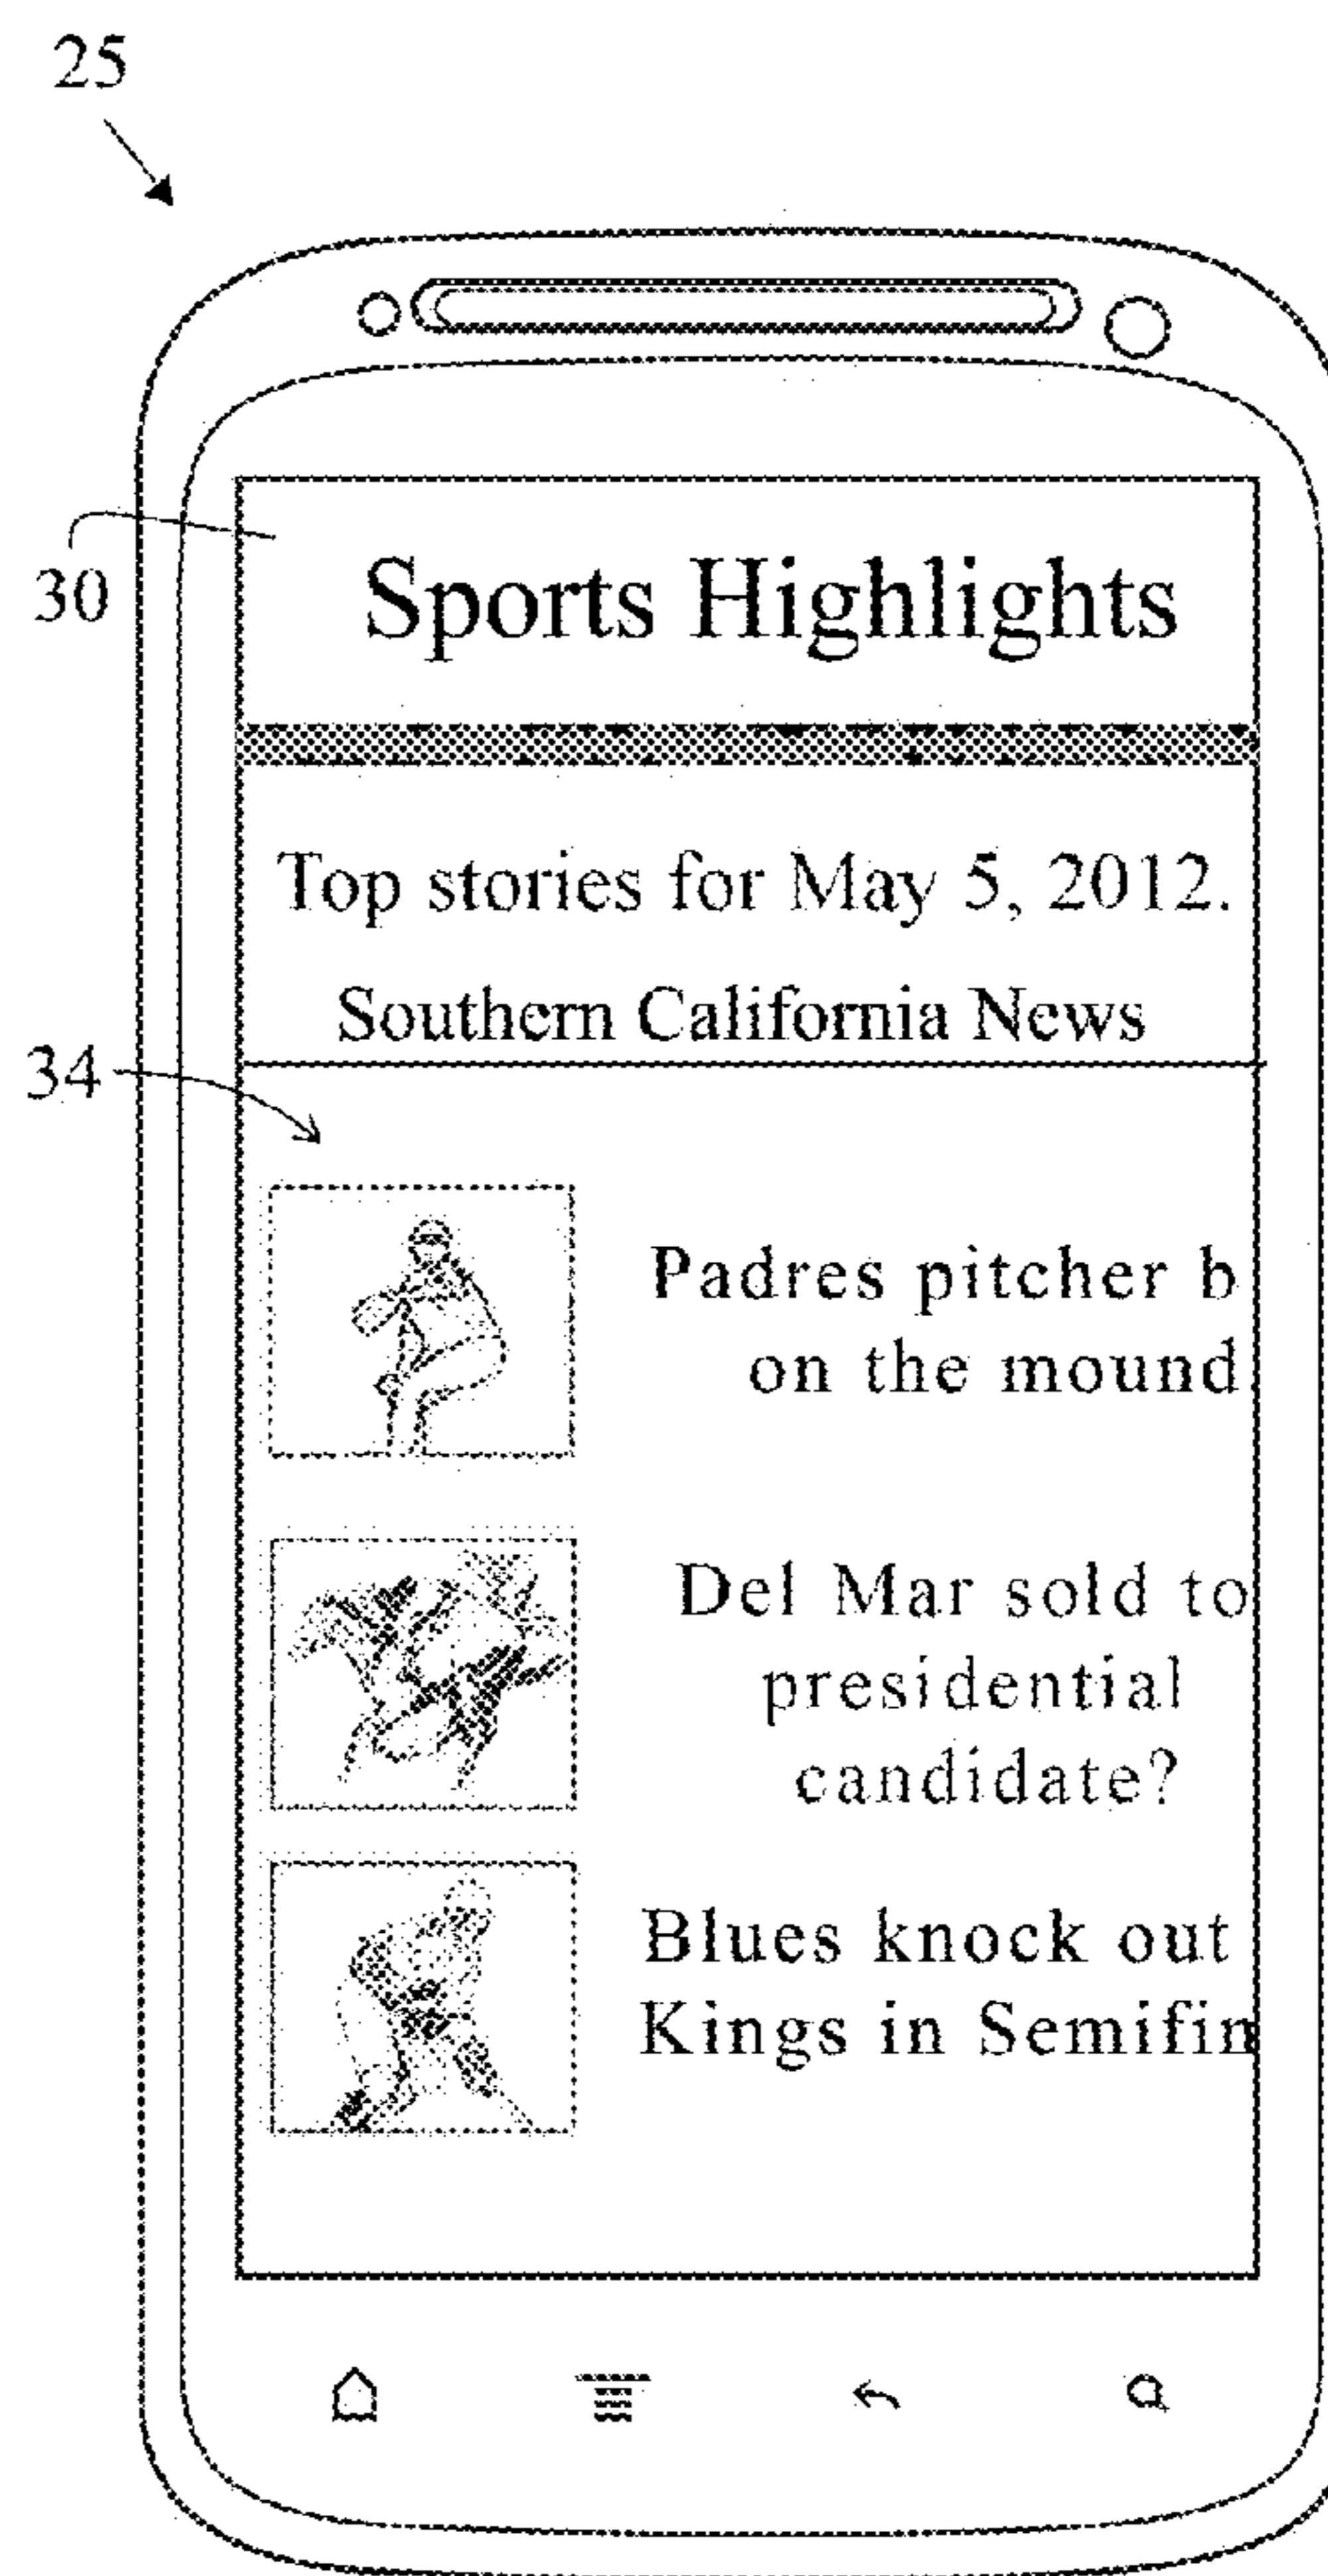 25
30
Sports Highlights
Top stories for May 5, 2012.
Southern California News
34
Padres pitcher b
on the mound
Del Mar sold to
presidential
candidate?
Blues knock out
Kings in Semifin